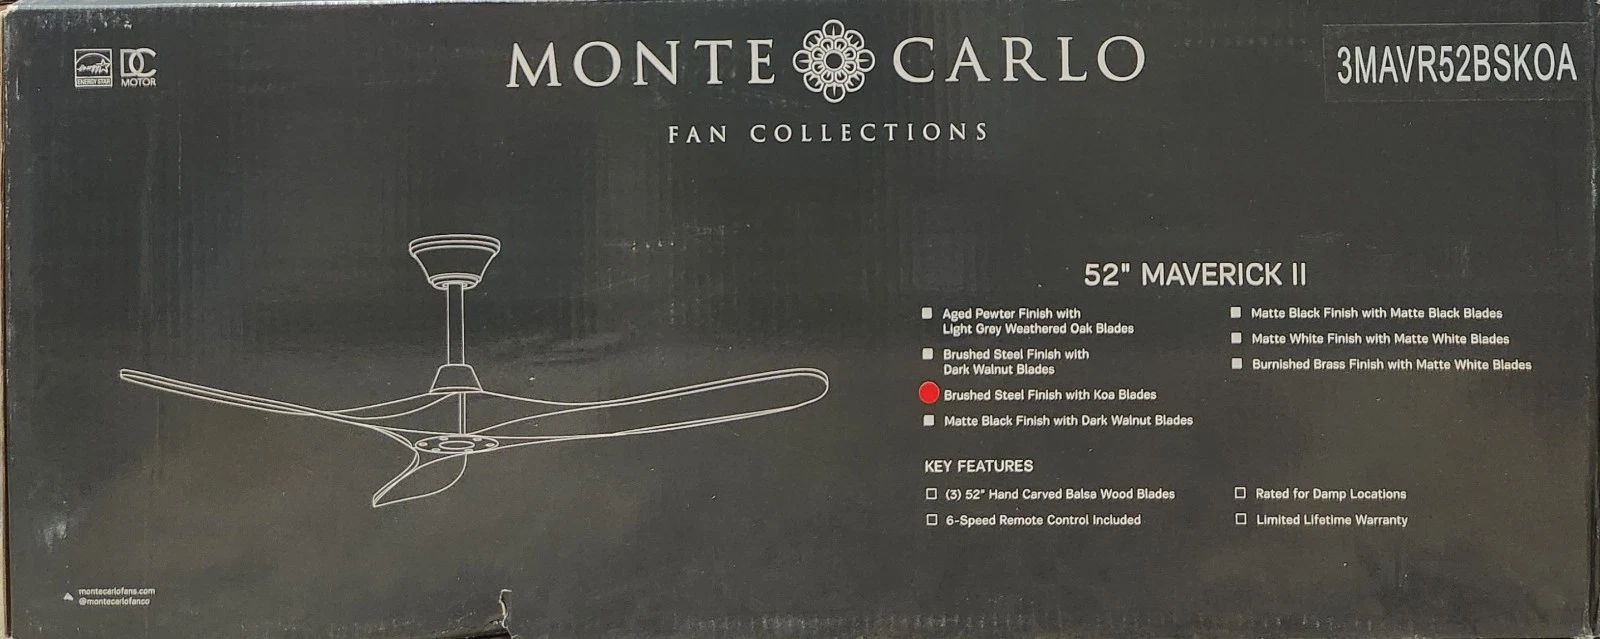 ENERGY STAR
DC
MOTOR
MONTE CARLO
FAN COLLECTIONS
3MAVR52BSKOA
52" MAVERICK II
Aged Pewter Finish with
Light Grey Weathered Oak Blades
Brushed Steel Finish with
Dark Walnut Blades
Brushed Steel Finish with Koa Blades
Matte Black Finish with Dark Walnut Blades
Matte Black Finish with Matte Black Blades
Matte White Finish with Matte White Blades
Burnished Brass Finish with Matte White Blades
KEY FEATURES
(3) 52" Hand Carved Balsa Wood Blades
6-Speed Remote Control Included
Rated for Damp Locations
Limited Lifetime Warranty
montecarlofans.com
@montecarlofanco